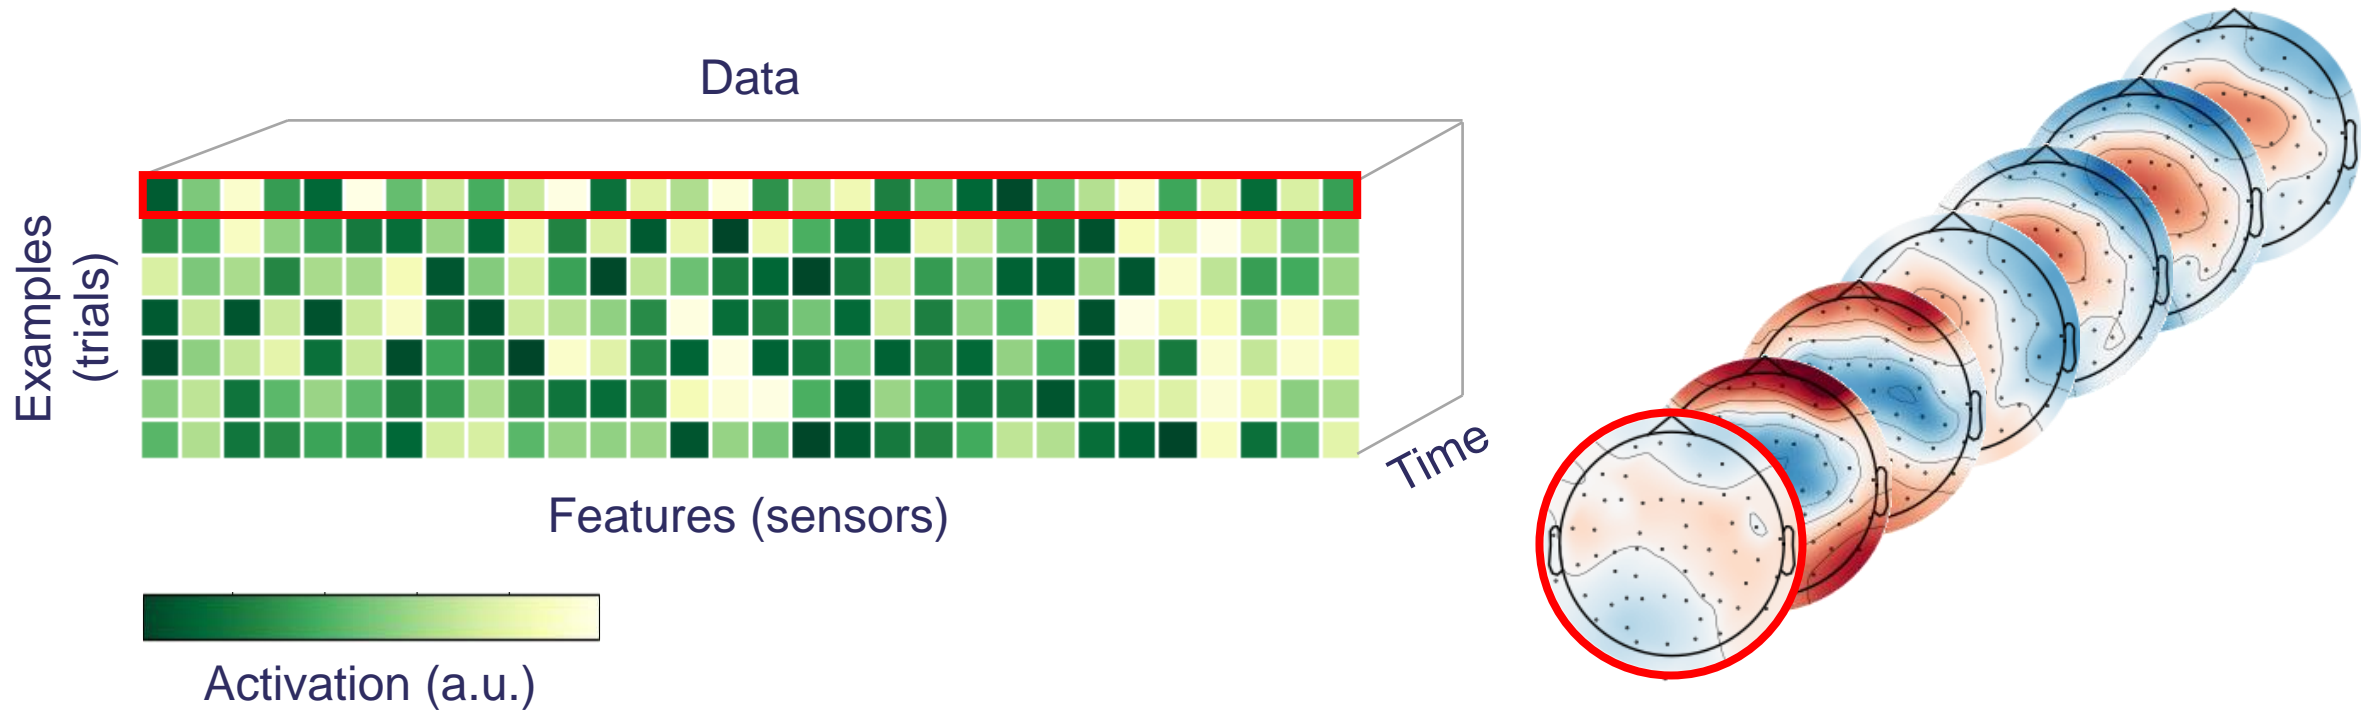 Data
Examples
(trials)
Time
Features (sensors)
Activation (a.u.)